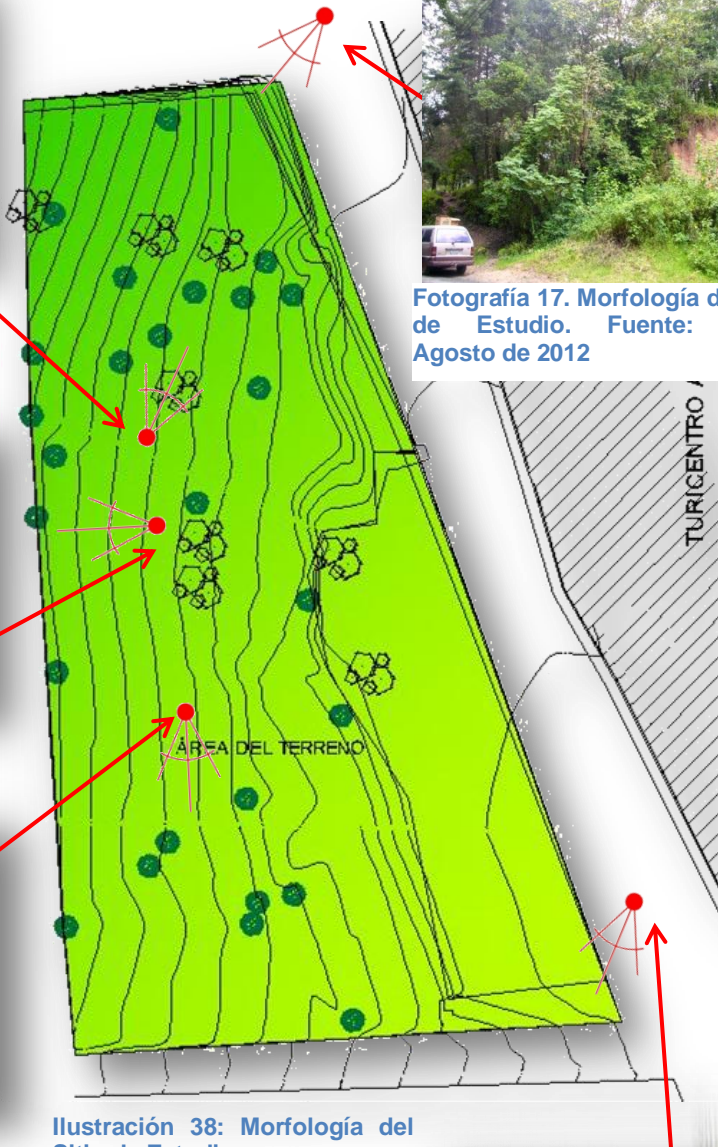 Fotografía 17. Morfología d
de Estudio. Fuente:
Agosto de 2012
TURICENTRO
ÁREA DEL TERRENO
Ilustración 38: Morfología del